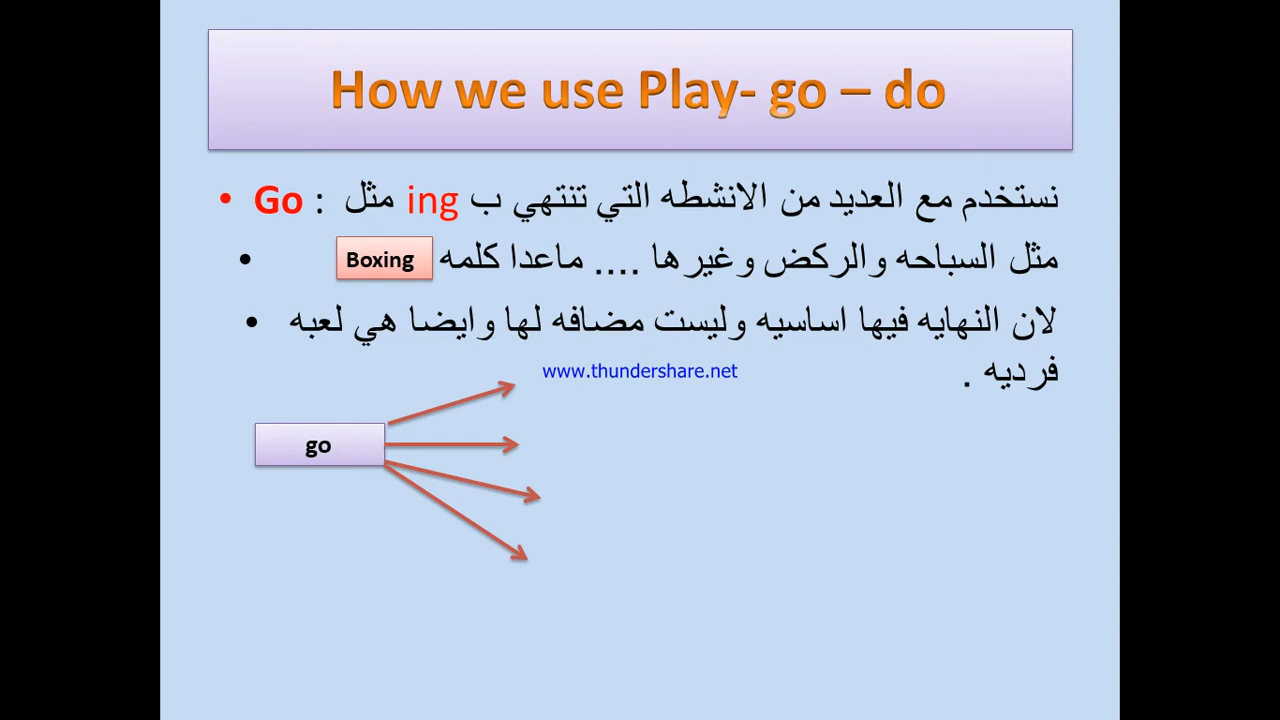 How we use Play- go – do
• Go : نستخدم مع العديد من الانشطه التي تنتهي ب ing مثل
• مثل السباحه والركض وغيرها .... ماعدا كلمه Boxing
• لان النهايه فيها اساسيه وليست مضافه لها وايضا هي لعبه
فرديه .
www.thundershare.net
go